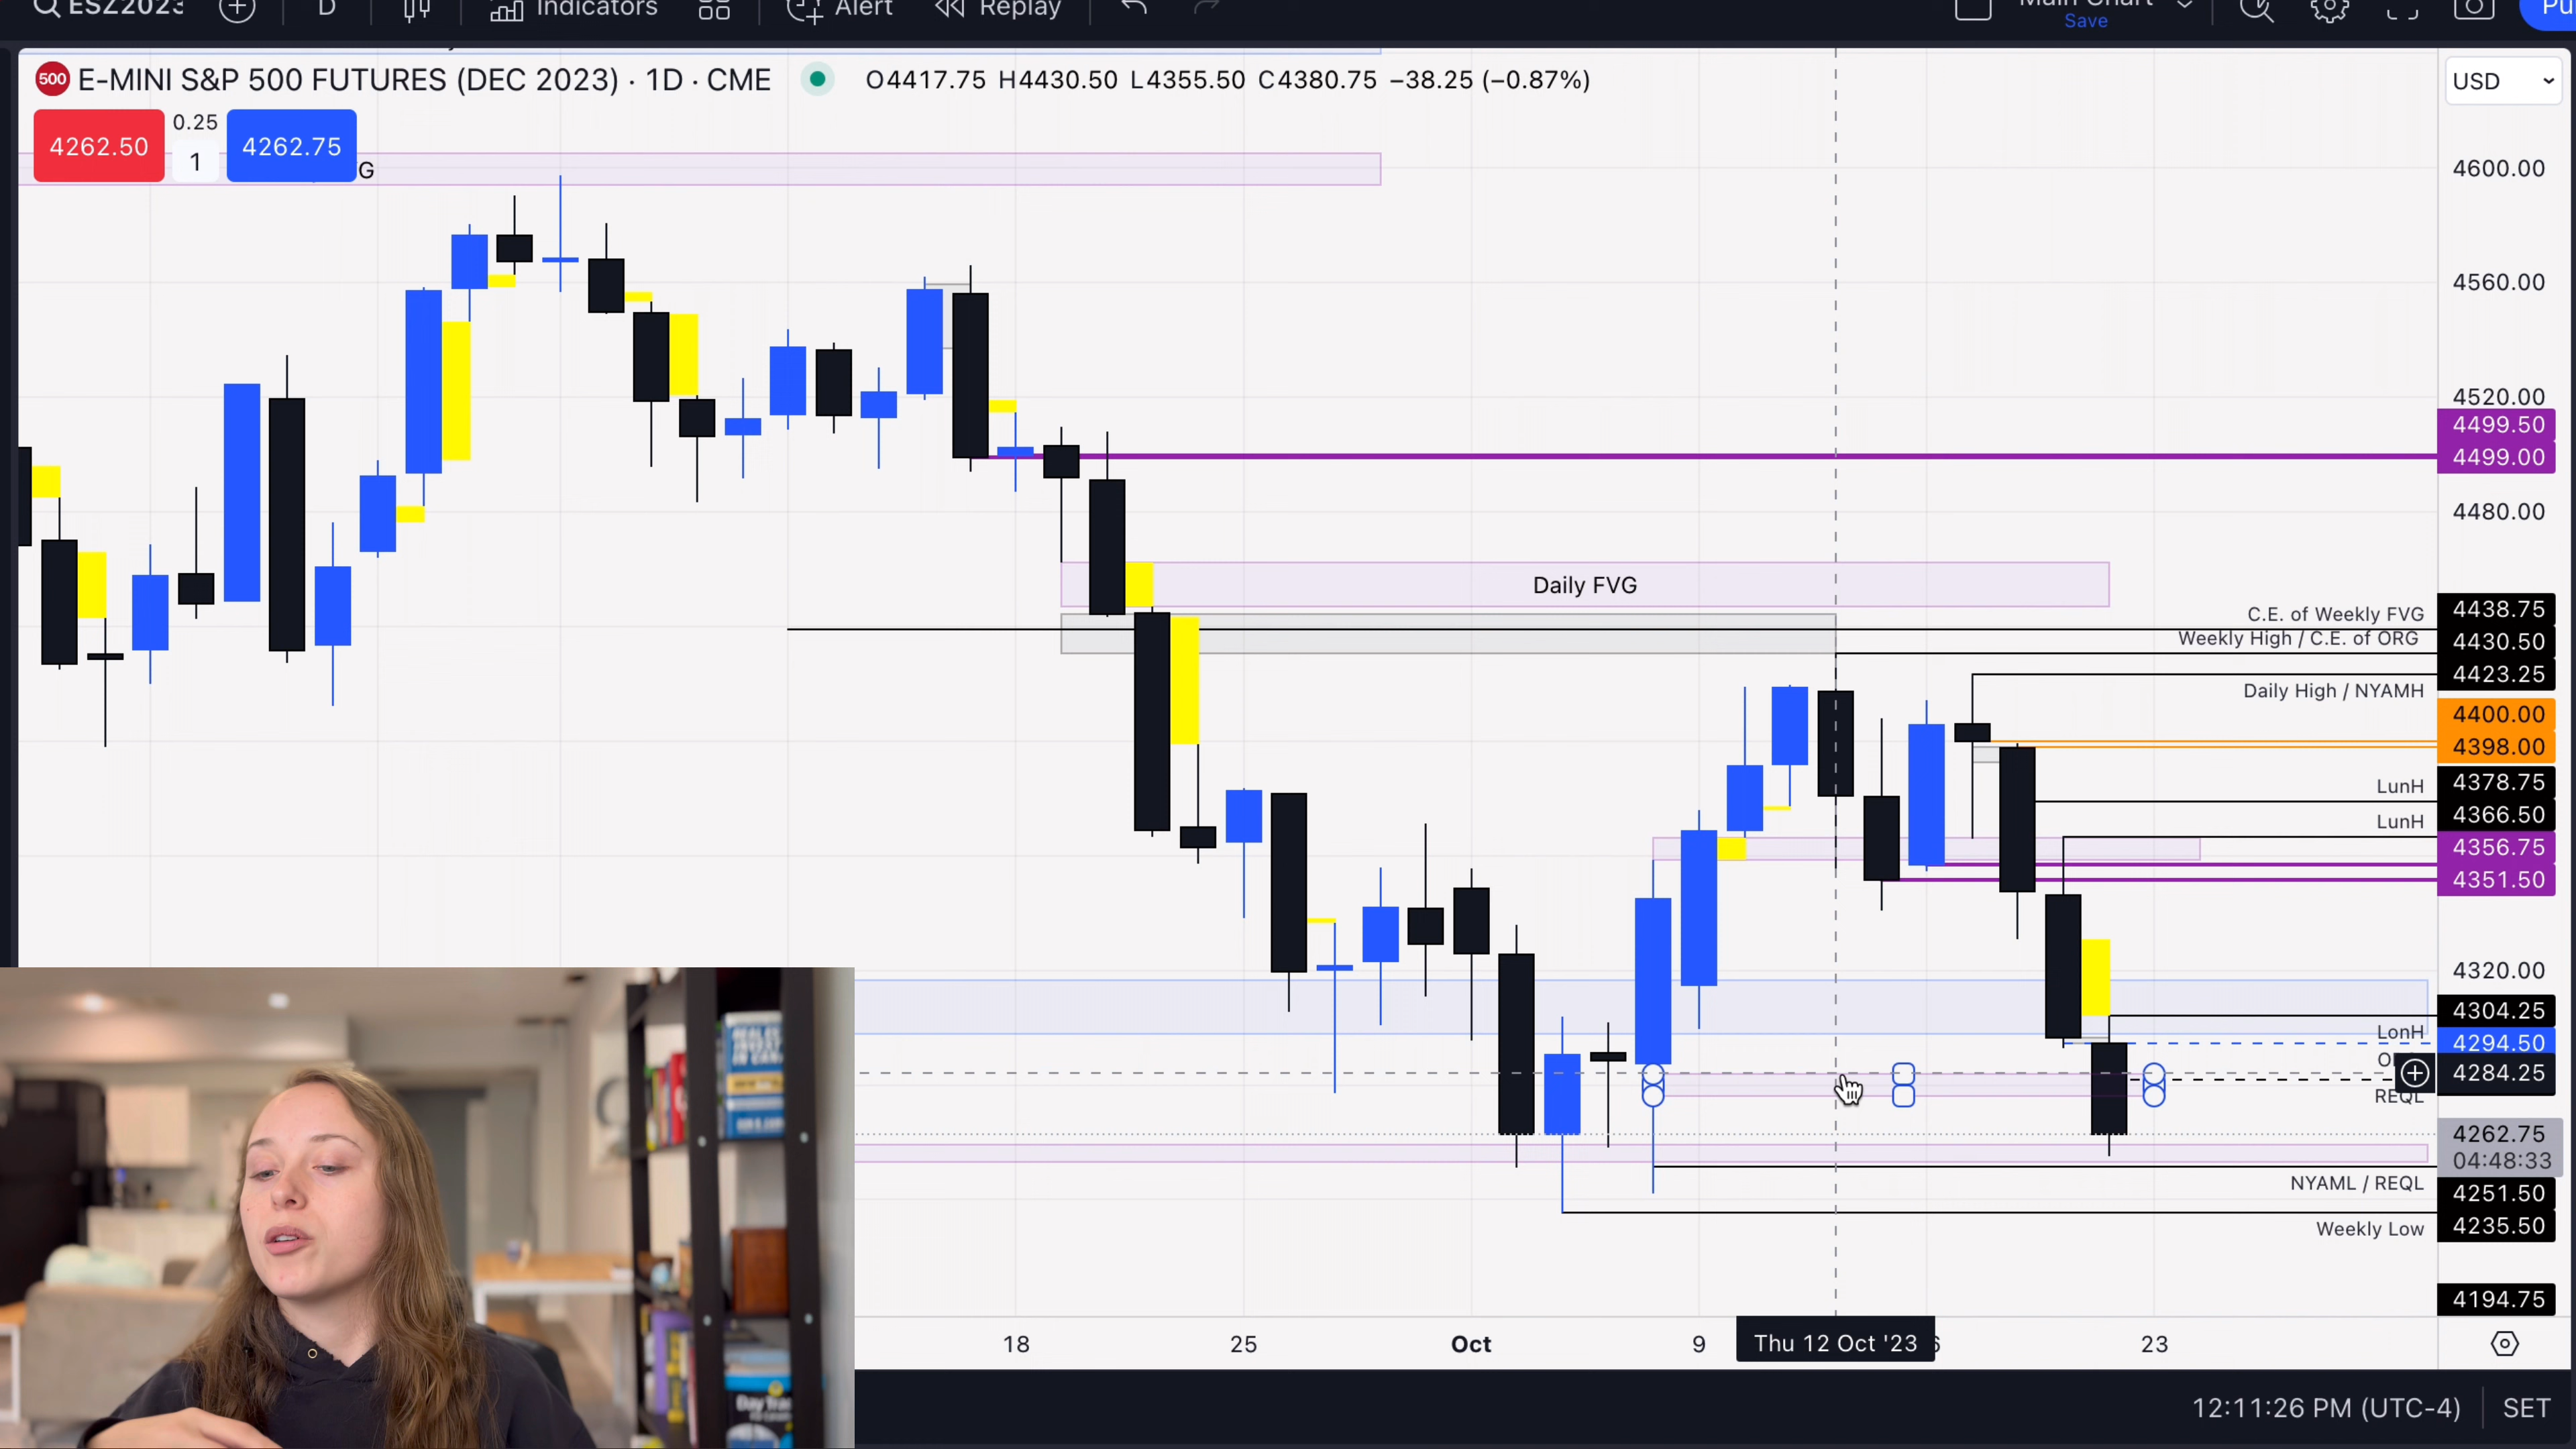 ESZ2023
D
Indicators
Alert
Replay
Main Chart
Save
Pu
500 E-MINI S&P 500 FUTURES (DEC 2023) · 1D · CME
O4417.75 H4430.50 L4355.50 C4380.75 −38.25 (−0.87%)
USD
4262.50
0.25
1
4262.75
G
4600.00
4560.00
4520.00
4499.50
4499.00
4480.00
Daily FVG
C.E. of Weekly FVG
4438.75
Weekly High / C.E. of ORG
4430.50
4423.25
Daily High / NYAMH
4400.00
4398.00
LunH
4378.75
4366.50
LunH
4356.75
4351.50
4320.00
4304.25
LonH
4294.50
O
4284.25
REQL
4262.75
04:48:33
NYAML / REQL
4251.50
4235.50
Weekly Low
4194.75
18
25
Oct
9
Thu 12 Oct '23
6
23
12:11:26 PM (UTC-4)
SET